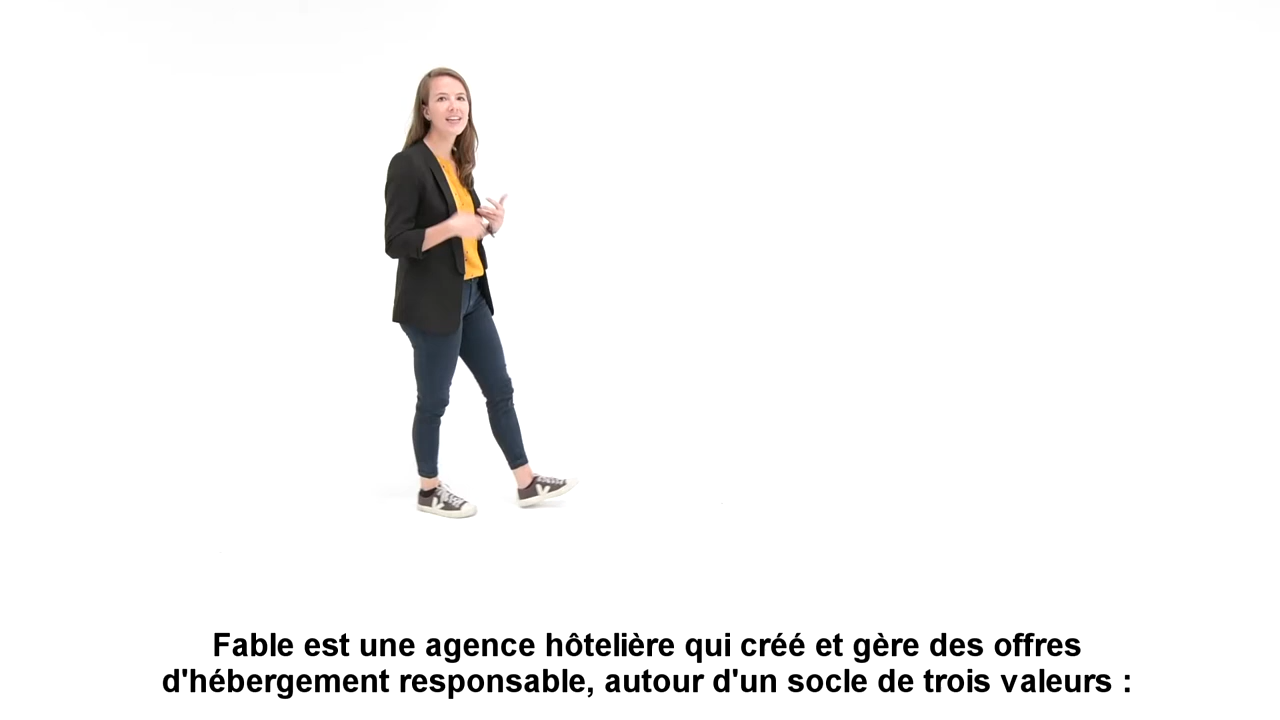 Fable est une agence hôtelière qui créé et gère des offres
d'hébergement responsable, autour d'un socle de trois valeurs :